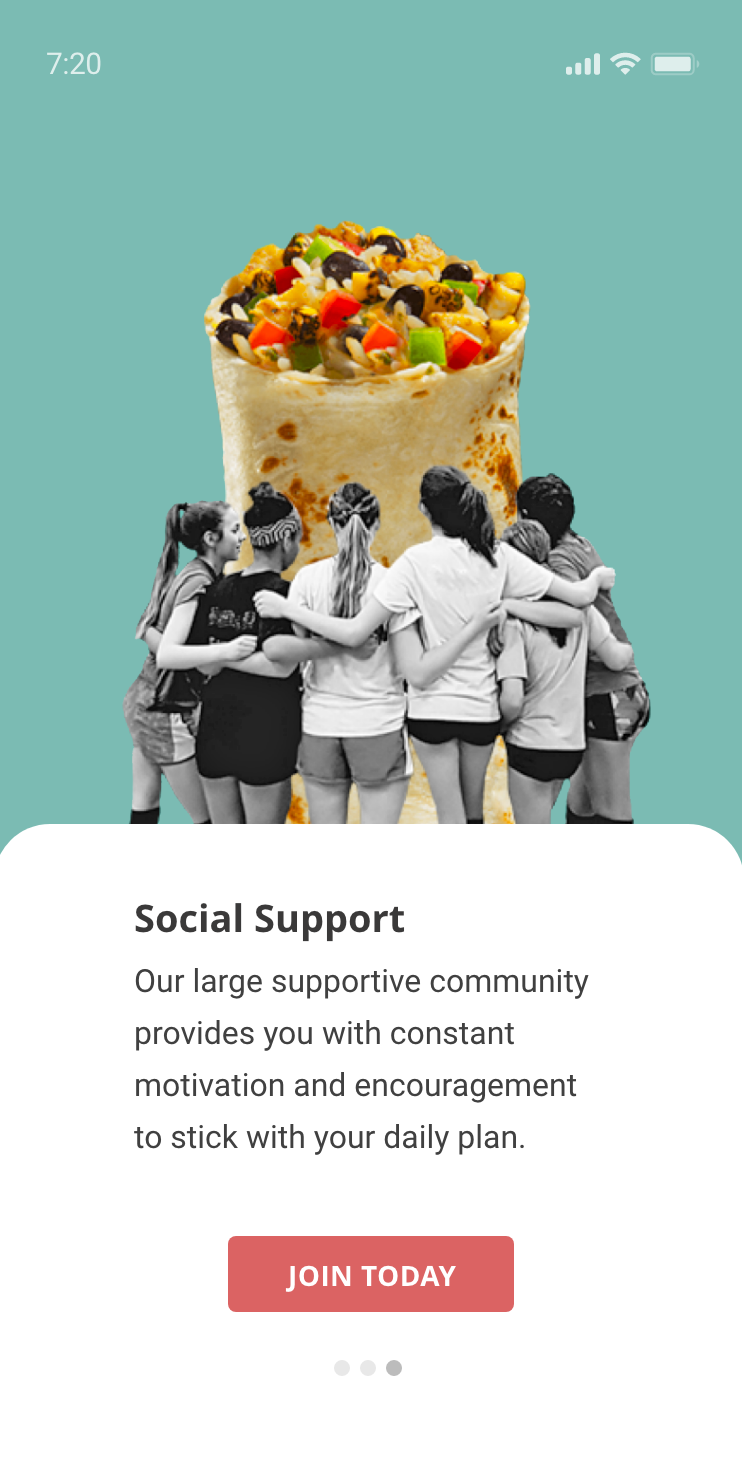 7:20
Social Support
Our large supportive community
provides you with constant
motivation and encouragement
to stick with your daily plan.
JOIN TODAY